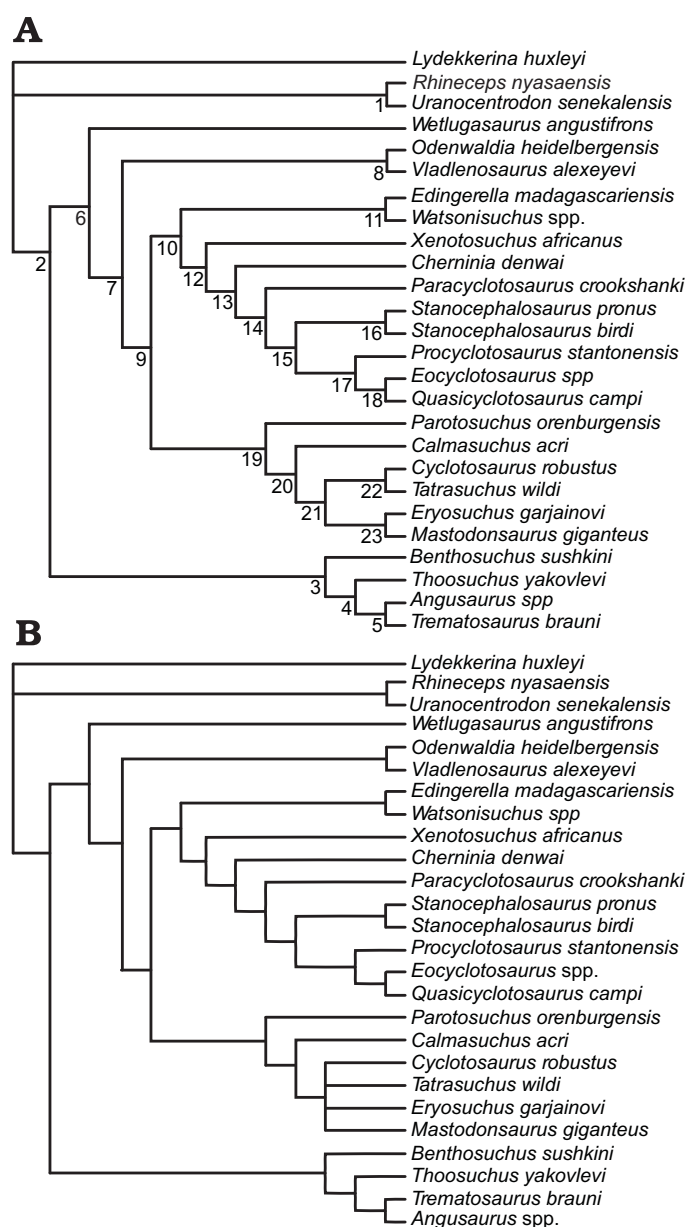 A
Lydekkerina huxleyi
Rhineceps nyasaensis
1 Uranocentrodon senekalensis
Wetlugasaurus angustifrons
Odenwaldia heidelbergensis
8 Vladlenosaurus alexeyevi
6
Edingerella madagascariensis
11 Watsonisuchus spp.
10 Xenotosuchus africanus
2
12 Cherninia denwai
7
13 Paracyclotosaurus crookshanki
14 Stanocephalosaurus pronus
16 Stanocephalosaurus birdi
9 15 Procyclotosaurus stantonensis
17 Eocyclotosaurus spp
18 Quasicyclotosaurus campi
Parotosuchus orenburgensis
19 Calmasuchus acri
20 Cyclotosaurus robustus
22 Tatrasuchus wildi
21 Eryosuchus garjainovi
23 Mastodonsaurus giganteus
Benthosuchus sushkini
3 Thoosuchus yakovlevi
4 Angusaurus spp
5 Trematosaurus brauni
B
Lydekkerina huxleyi
Rhineceps nyasaensis
Uranocentrodon senekalensis
Wetlugasaurus angustifrons
Odenwaldia heidelbergensis
Vladlenosaurus alexeyevi
Edingerella madagascariensis
Watsonisuchus spp
Xenotosuchus africanus
Cherninia denwai
Paracyclotosaurus crookshanki
Stanocephalosaurus pronus
Stanocephalosaurus birdi
Procyclotosaurus stantonensis
Eocyclotosaurus spp.
Quasicyclotosaurus campi
Parotosuchus orenburgensis
Calmasuchus acri
Cyclotosaurus robustus
Tatrasuchus wildi
Eryosuchus garjainovi
Mastodonsaurus giganteus
Benthosuchus sushkini
Thoosuchus yakovlevi
Trematosaurus brauni
Angusaurus spp.